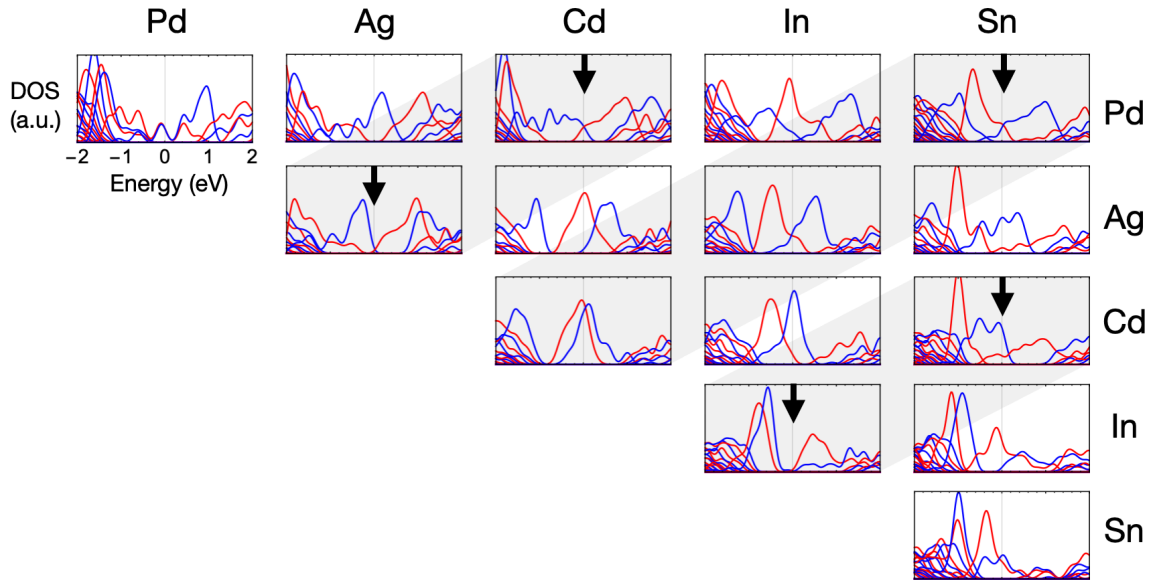 Pd Ag Cd In Sn
DOS
(a.u.)
Pd
−2 −1 0 1 2
Energy (eV)
Ag
Cd
In
Sn